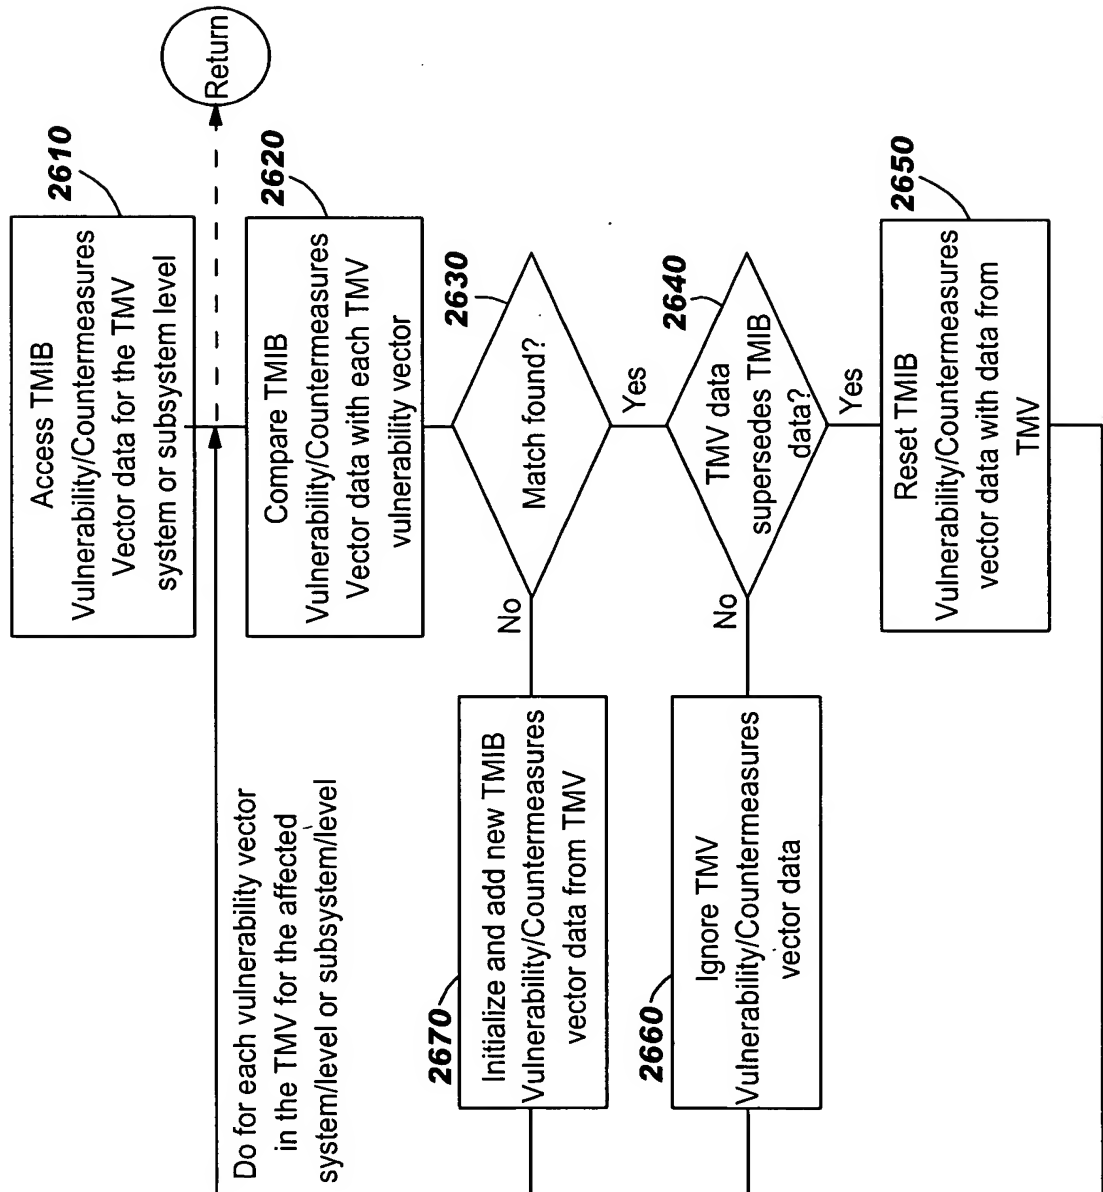 Access TMIB
Vulnerability/Countermeasures
Vector data for the TMV
system or subsystem level
2610
Return
Do for each vulnerability vector
in the TMV for the affected
system/level or subsystem/level
Compare TMIB
Vulnerability/Countermeasures
Vector data with each TMV
vulnerability vector
2620
Match found?
2630
No
Yes
Initialize and add new TMIB
Vulnerability/Countermeasures
vector data from TMV
2670
TMV data
supersedes TMIB
data?
2640
No
Yes
Ignore TMV
Vulnerability/Countermeasures
vector data
2660
Reset TMIB
Vulnerability/Countermeasures
vector data with data from
TMV
2650